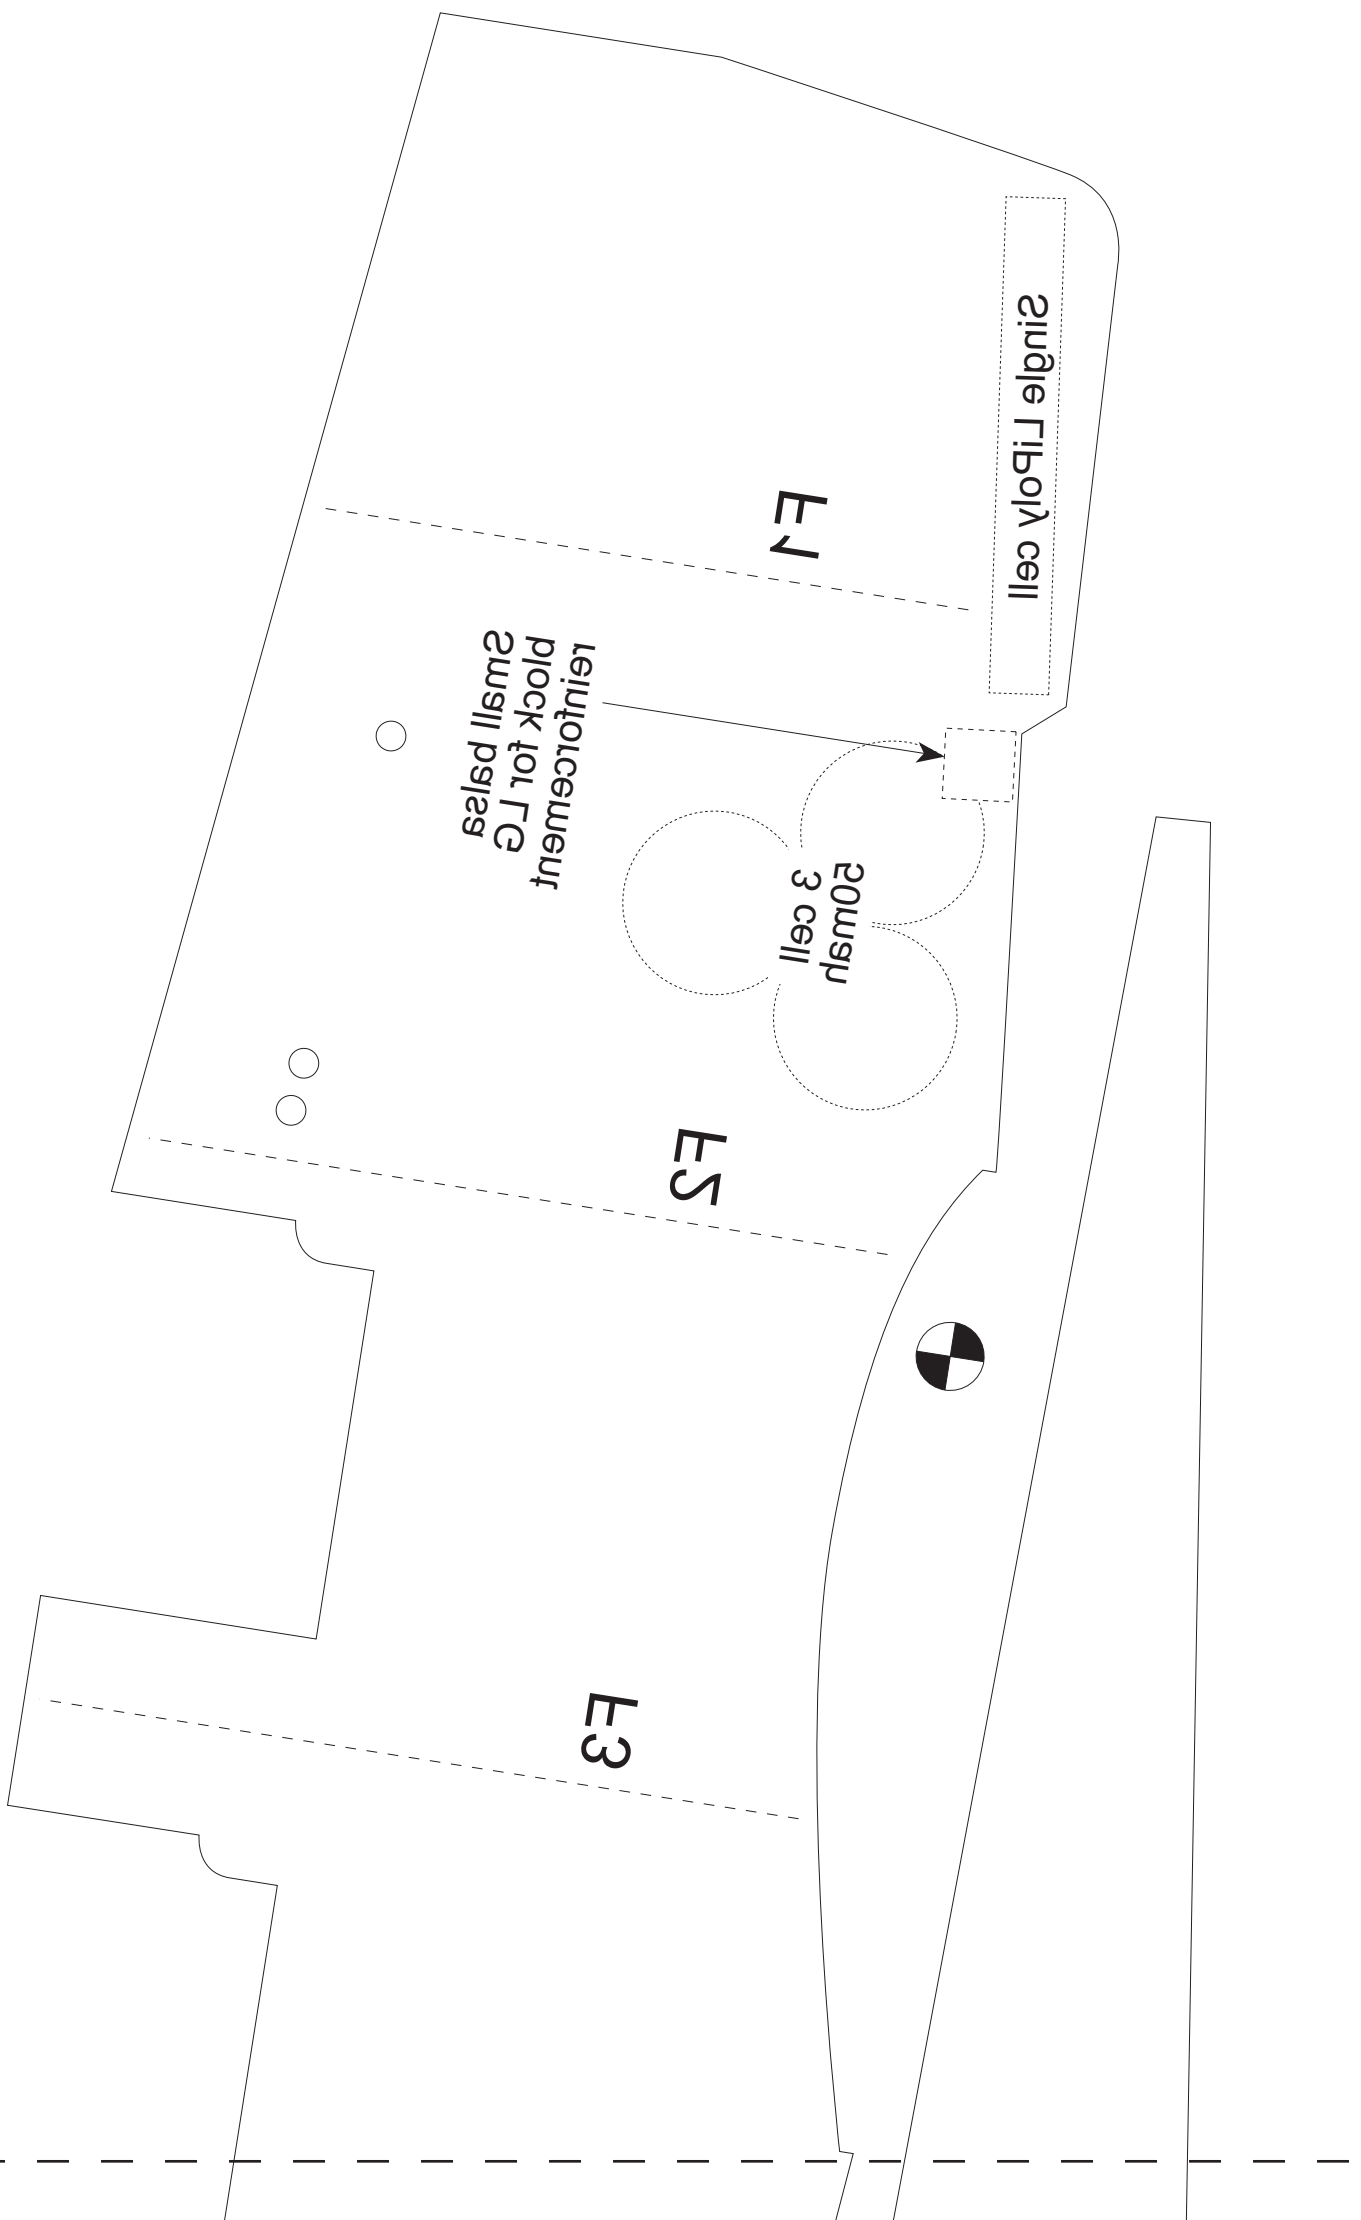 Single LiPoly cell
F1
Small balsa
block for LG
reinforcement
3 cell
50mah
F2
F3